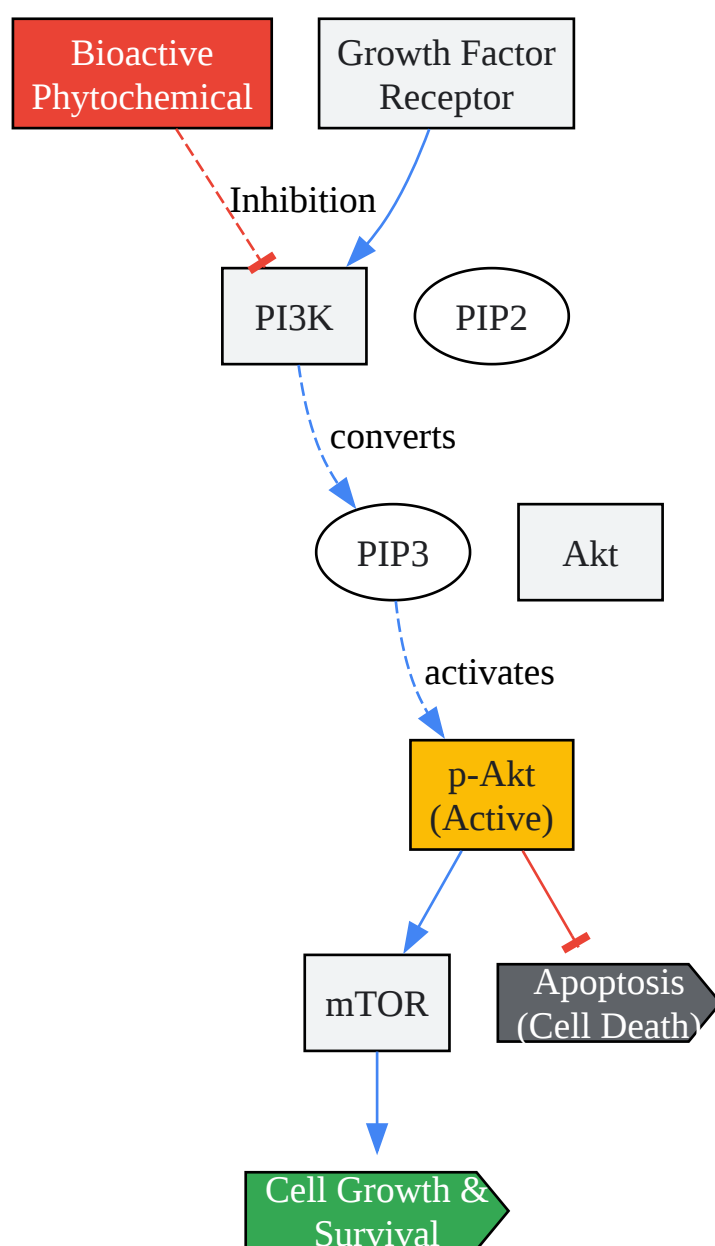 Bioactive
Phytochemical
Growth Factor
Receptor
Inhibition
PI3K
PIP2
converts
PIP3
Akt
activates
p-Akt
(Active)
mTOR
Apoptosis
(Cell Death)
Cell Growth &
Survival